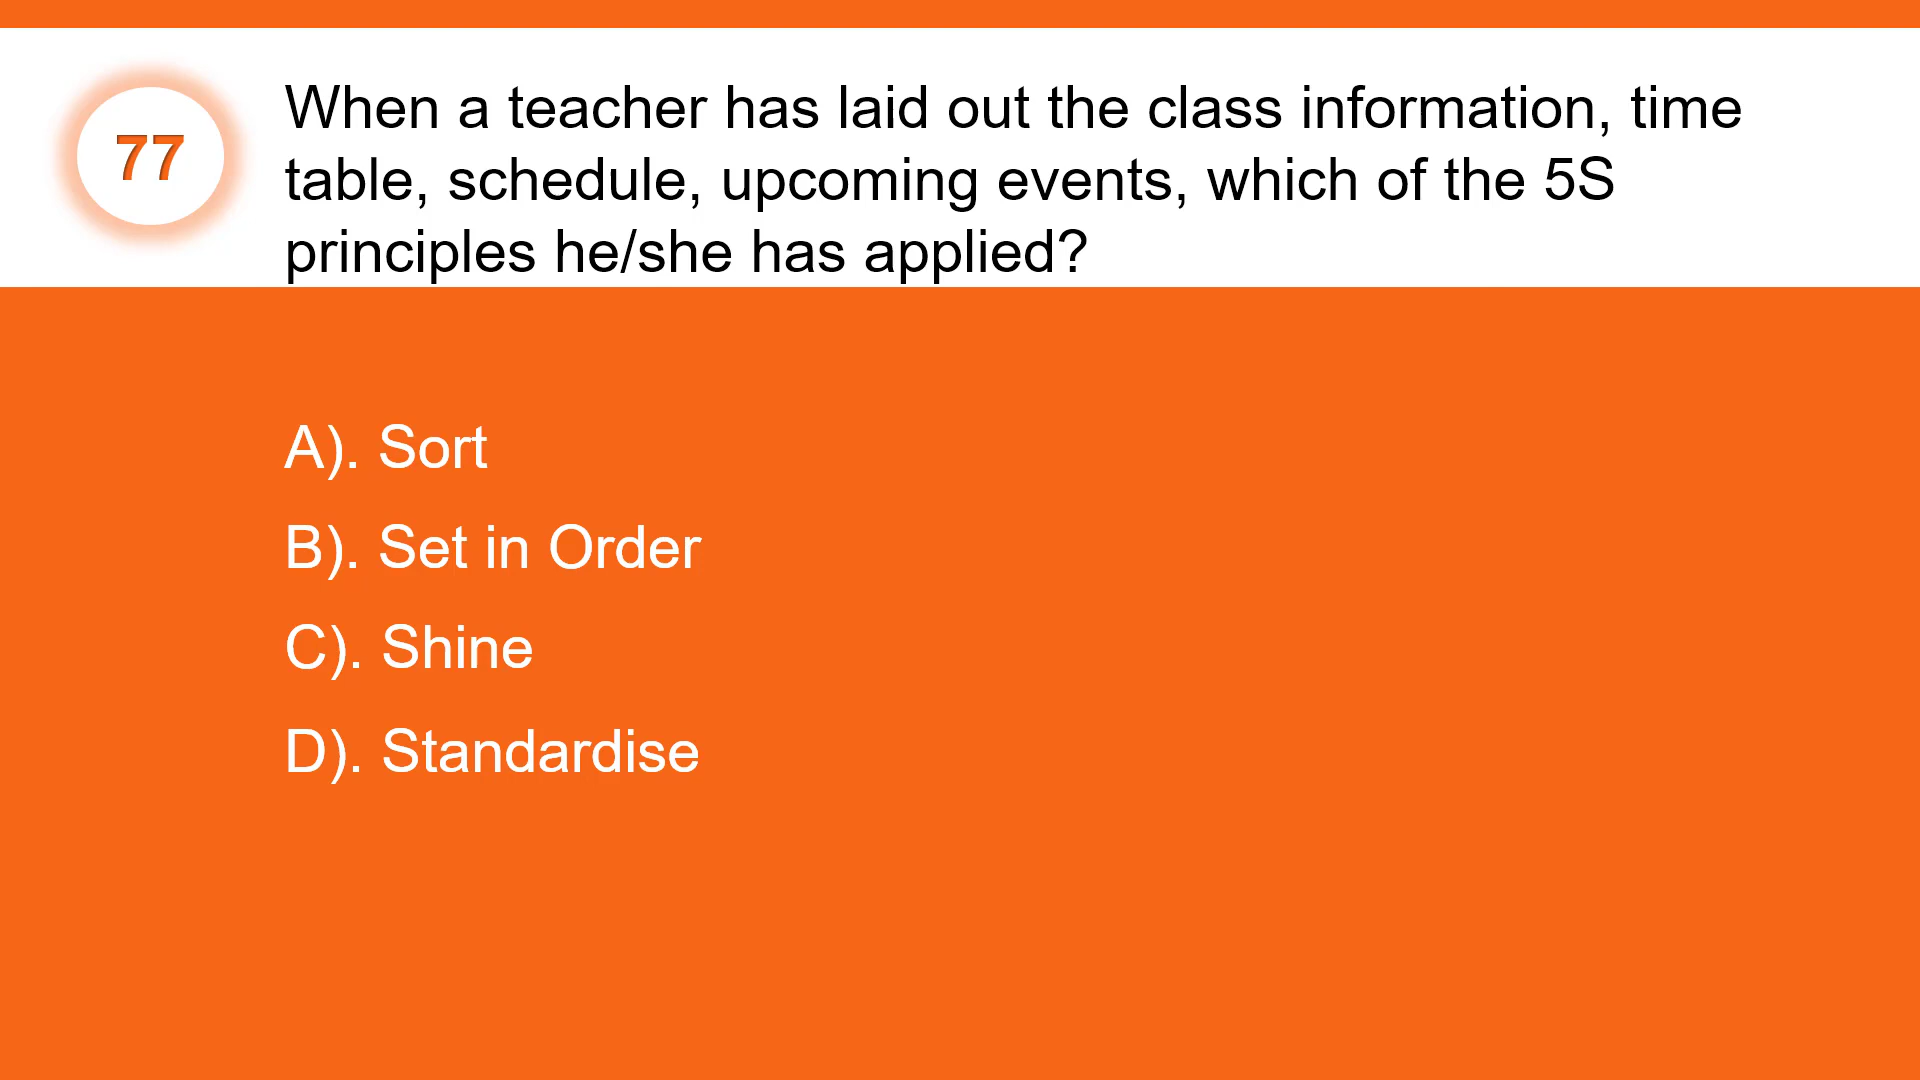 77
When a teacher has laid out the class information, time
table, schedule, upcoming events, which of the 5S
principles he/she has applied?
A). Sort
B). Set in Order
C). Shine
D). Standardise